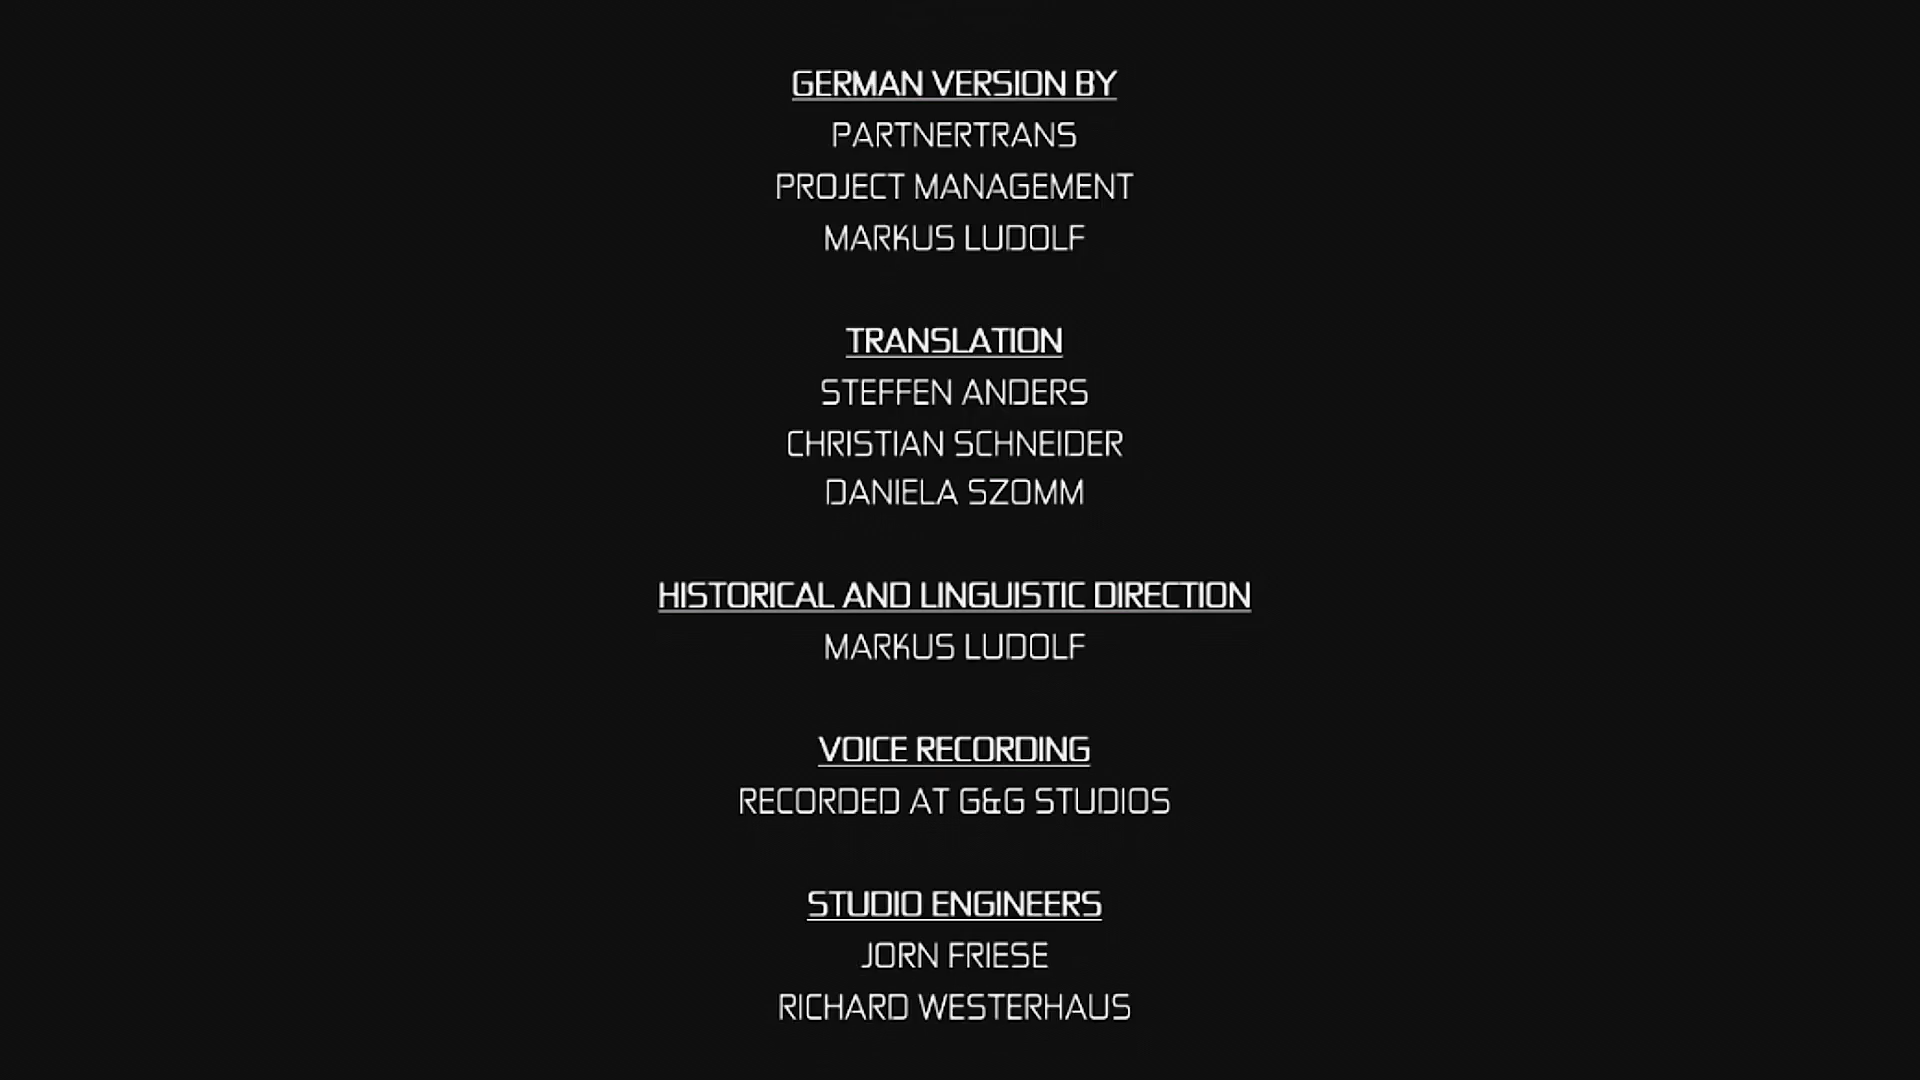 GERMAN VERSION BY
PARTNERTRANS
PROJECT MANAGEMENT
MARKUS LUDOLF
TRANSLATION
STEFFEN ANDERS
CHRISTIAN SCHNEIDER
DANIELA SZOMM
HISTORICAL AND LINGUISTIC DIRECTION
MARKUS LUDOLF
VOICE RECORDING
RECORDED AT G&G STUDIOS
STUDIO ENGINEERS
JORN FRIESE
RICHARD WESTERHAUS